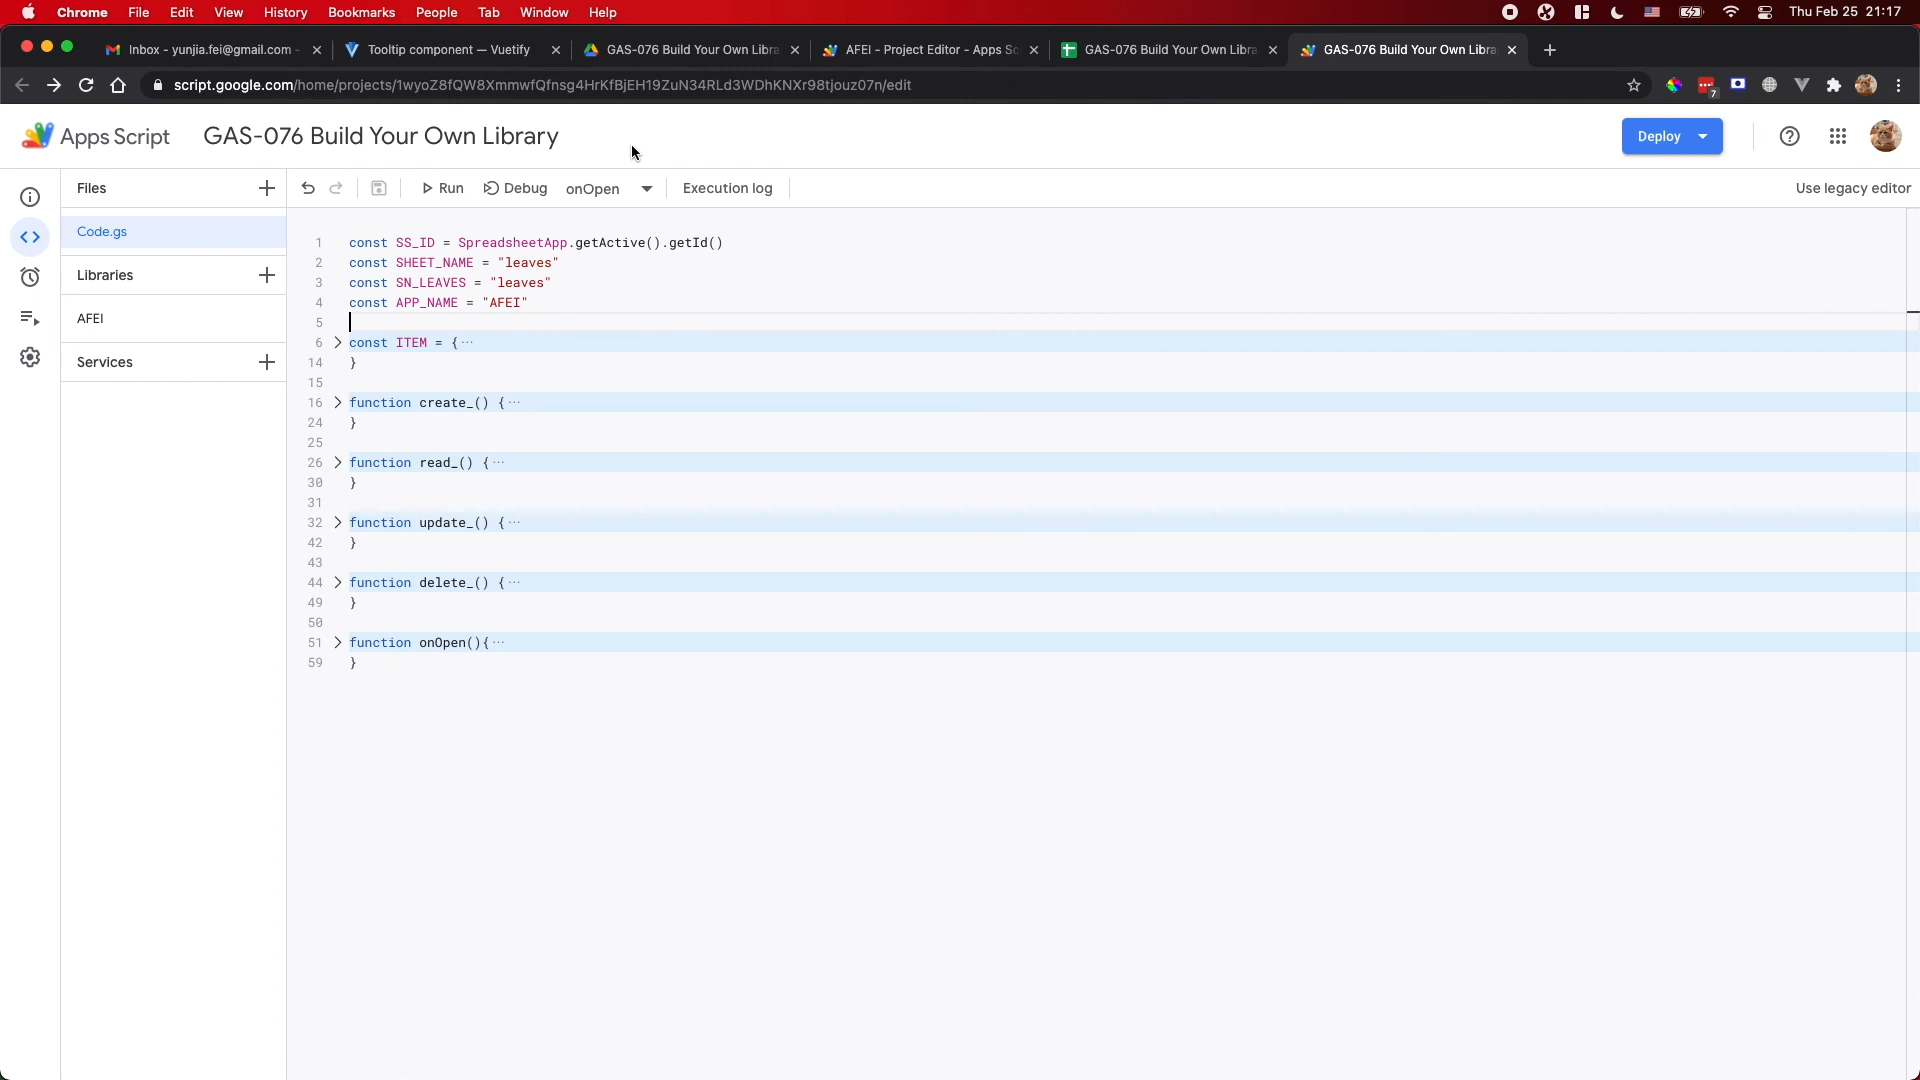 Chrome File Edit View History Bookmarks People Tab Window Help Thu Feb 25 21:17
Inbox - yunjia.fei@gmail.com - Tooltip component — Vuetify GAS-076 Build Your Own Libra AFEI - Project Editor - Apps Sc GAS-076 Build Your Own Libra GAS-076 Build Your Own Libra
script.google.com/home/projects/1wyoZ8fQW8XmmwfQfnsg4HrKfBjEH19ZuN34RLd3WDhKNXr98tjouz07n/edit 7
Apps Script GAS-076 Build Your Own Library Deploy
Files Run Debug onOpen Execution log Use legacy editor
Code.gs
Libraries
AFEI
Services
1 const SS_ID = SpreadsheetApp.getActive().getId()
2 const SHEET_NAME = "leaves"
3 const SN_LEAVES = "leaves"
4 const APP_NAME = "AFEI"
5
6 const ITEM = {···
14 }
15
16 function create_() {···
24 }
25
26 function read_() {···
30 }
31
32 function update_() {···
42 }
43
44 function delete_() {···
49 }
50
51 function onOpen(){···
59 }